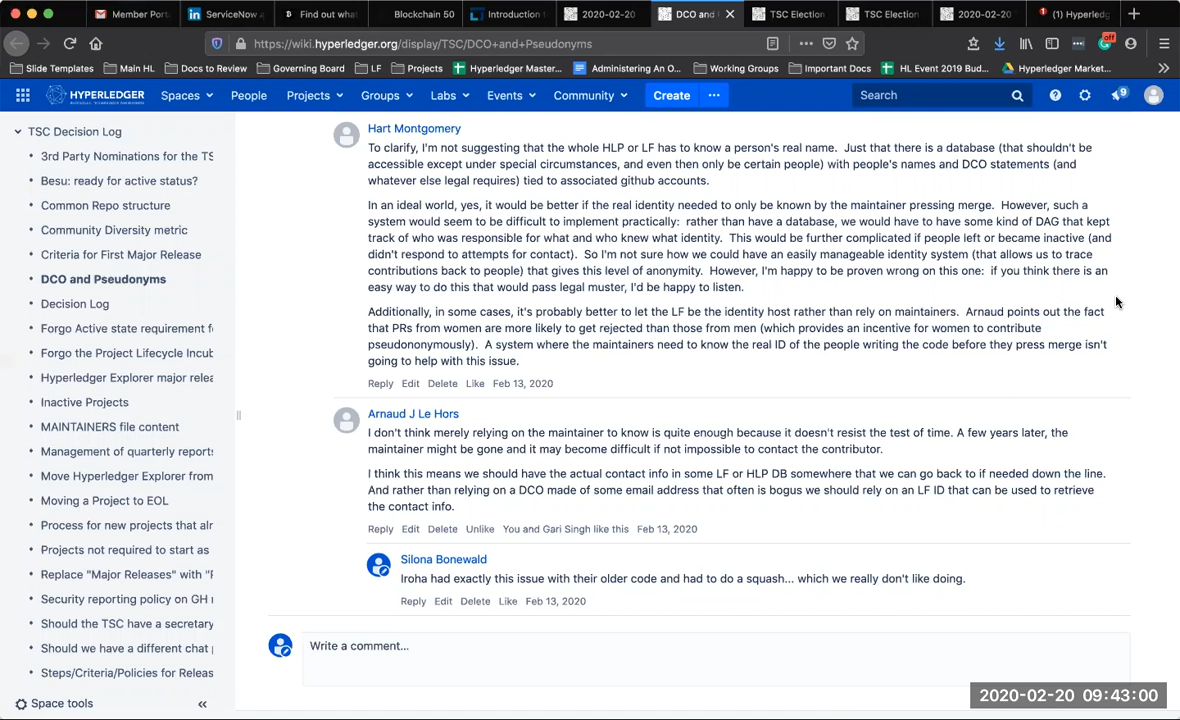 Member Port
ServiceNow
Find out wha
Blockchain 50
Introduction
2020-02-20
DCO and
TSC Election
TSC Election
2020-02-20
(1) Hyperledg
https://wiki.hyperledger.org/display/TSC/DCO+and+Pseudonyms
off
Slide Templates
Main HL
Docs to Review
Governing Board
LF
Projects
Hyperledger Master...
Administering An O...
Working Groups
Important Docs
HL Event 2019 Bud...
Hyperledger Market...
HYPERLEDGER
Spaces
People
Projects
Groups
Labs
Events
Community
Create
Search
9
TSC Decision Log
3rd Party Nominations for the TS
Besu: ready for active status?
Common Repo structure
Community Diversity metric
Criteria for First Major Release
DCO and Pseudonyms
Decision Log
Forgo Active state requirement f
Forgo the Project Lifecycle Incub
Hyperledger Explorer major relea
Inactive Projects
MAINTAINERS file content
Management of quarterly reports
Move Hyperledger Explorer from
Moving a Project to EOL
Process for new projects that alr
Projects not required to start as
Replace "Major Releases" with "F
Security reporting policy on GH r
Should the TSC have a secretary
Should we have a different chat p
Steps/Criteria/Policies for Releas
Space tools
Hart Montgomery
To clarify, I'm not suggesting that the whole HLP or LF has to know a person's real name. Just that there is a database (that shouldn't be
accessible except under special circumstances, and even then only be certain people) with people's names and DCO statements (and
whatever else legal requires) tied to associated github accounts.
In an ideal world, yes, it would be better if the real identity needed to only be known by the maintainer pressing merge. However, such a
system would seem to be difficult to implement practically: rather than have a database, we would have to have some kind of DAG that kept
track of who was responsible for what and who knew what identity. This would be further complicated if people left or became inactive (and
didn't respond to attempts for contact). So I'm not sure how we could have an easily manageable identity system (that allows us to trace
contributions back to people) that gives this level of anonymity. However, I'm happy to be proven wrong on this one: if you think there is an
easy way to do this that would pass legal muster, I'd be happy to listen.
Additionally, in some cases, it's probably better to let the LF be the identity host rather than rely on maintainers. Arnaud points out the fact
that PRs from women are more likely to get rejected than those from men (which provides an incentive for women to contribute
pseudononymously). A system where the maintainers need to know the real ID of the people writing the code before they press merge isn't
going to help with this issue.
Reply Edit Delete Like Feb 13, 2020
Arnaud J Le Hors
I don't think merely relying on the maintainer to know is quite enough because it doesn't resist the test of time. A few years later, the
maintainer might be gone and it may become difficult if not impossible to contact the contributor.
I think this means we should have the actual contact info in some LF or HLP DB somewhere that we can go back to if needed down the line.
And rather than relying on a DCO made of some email address that often is bogus we should rely on an LF ID that can be used to retrieve
the contact info.
Reply Edit Delete Unlike You and Gari Singh like this Feb 13, 2020
Silona Bonewald
Iroha had exactly this issue with their older code and had to do a squash... which we really don't like doing.
Reply Edit Delete Like Feb 13, 2020
Write a comment...
2020-02-20 09:43:00